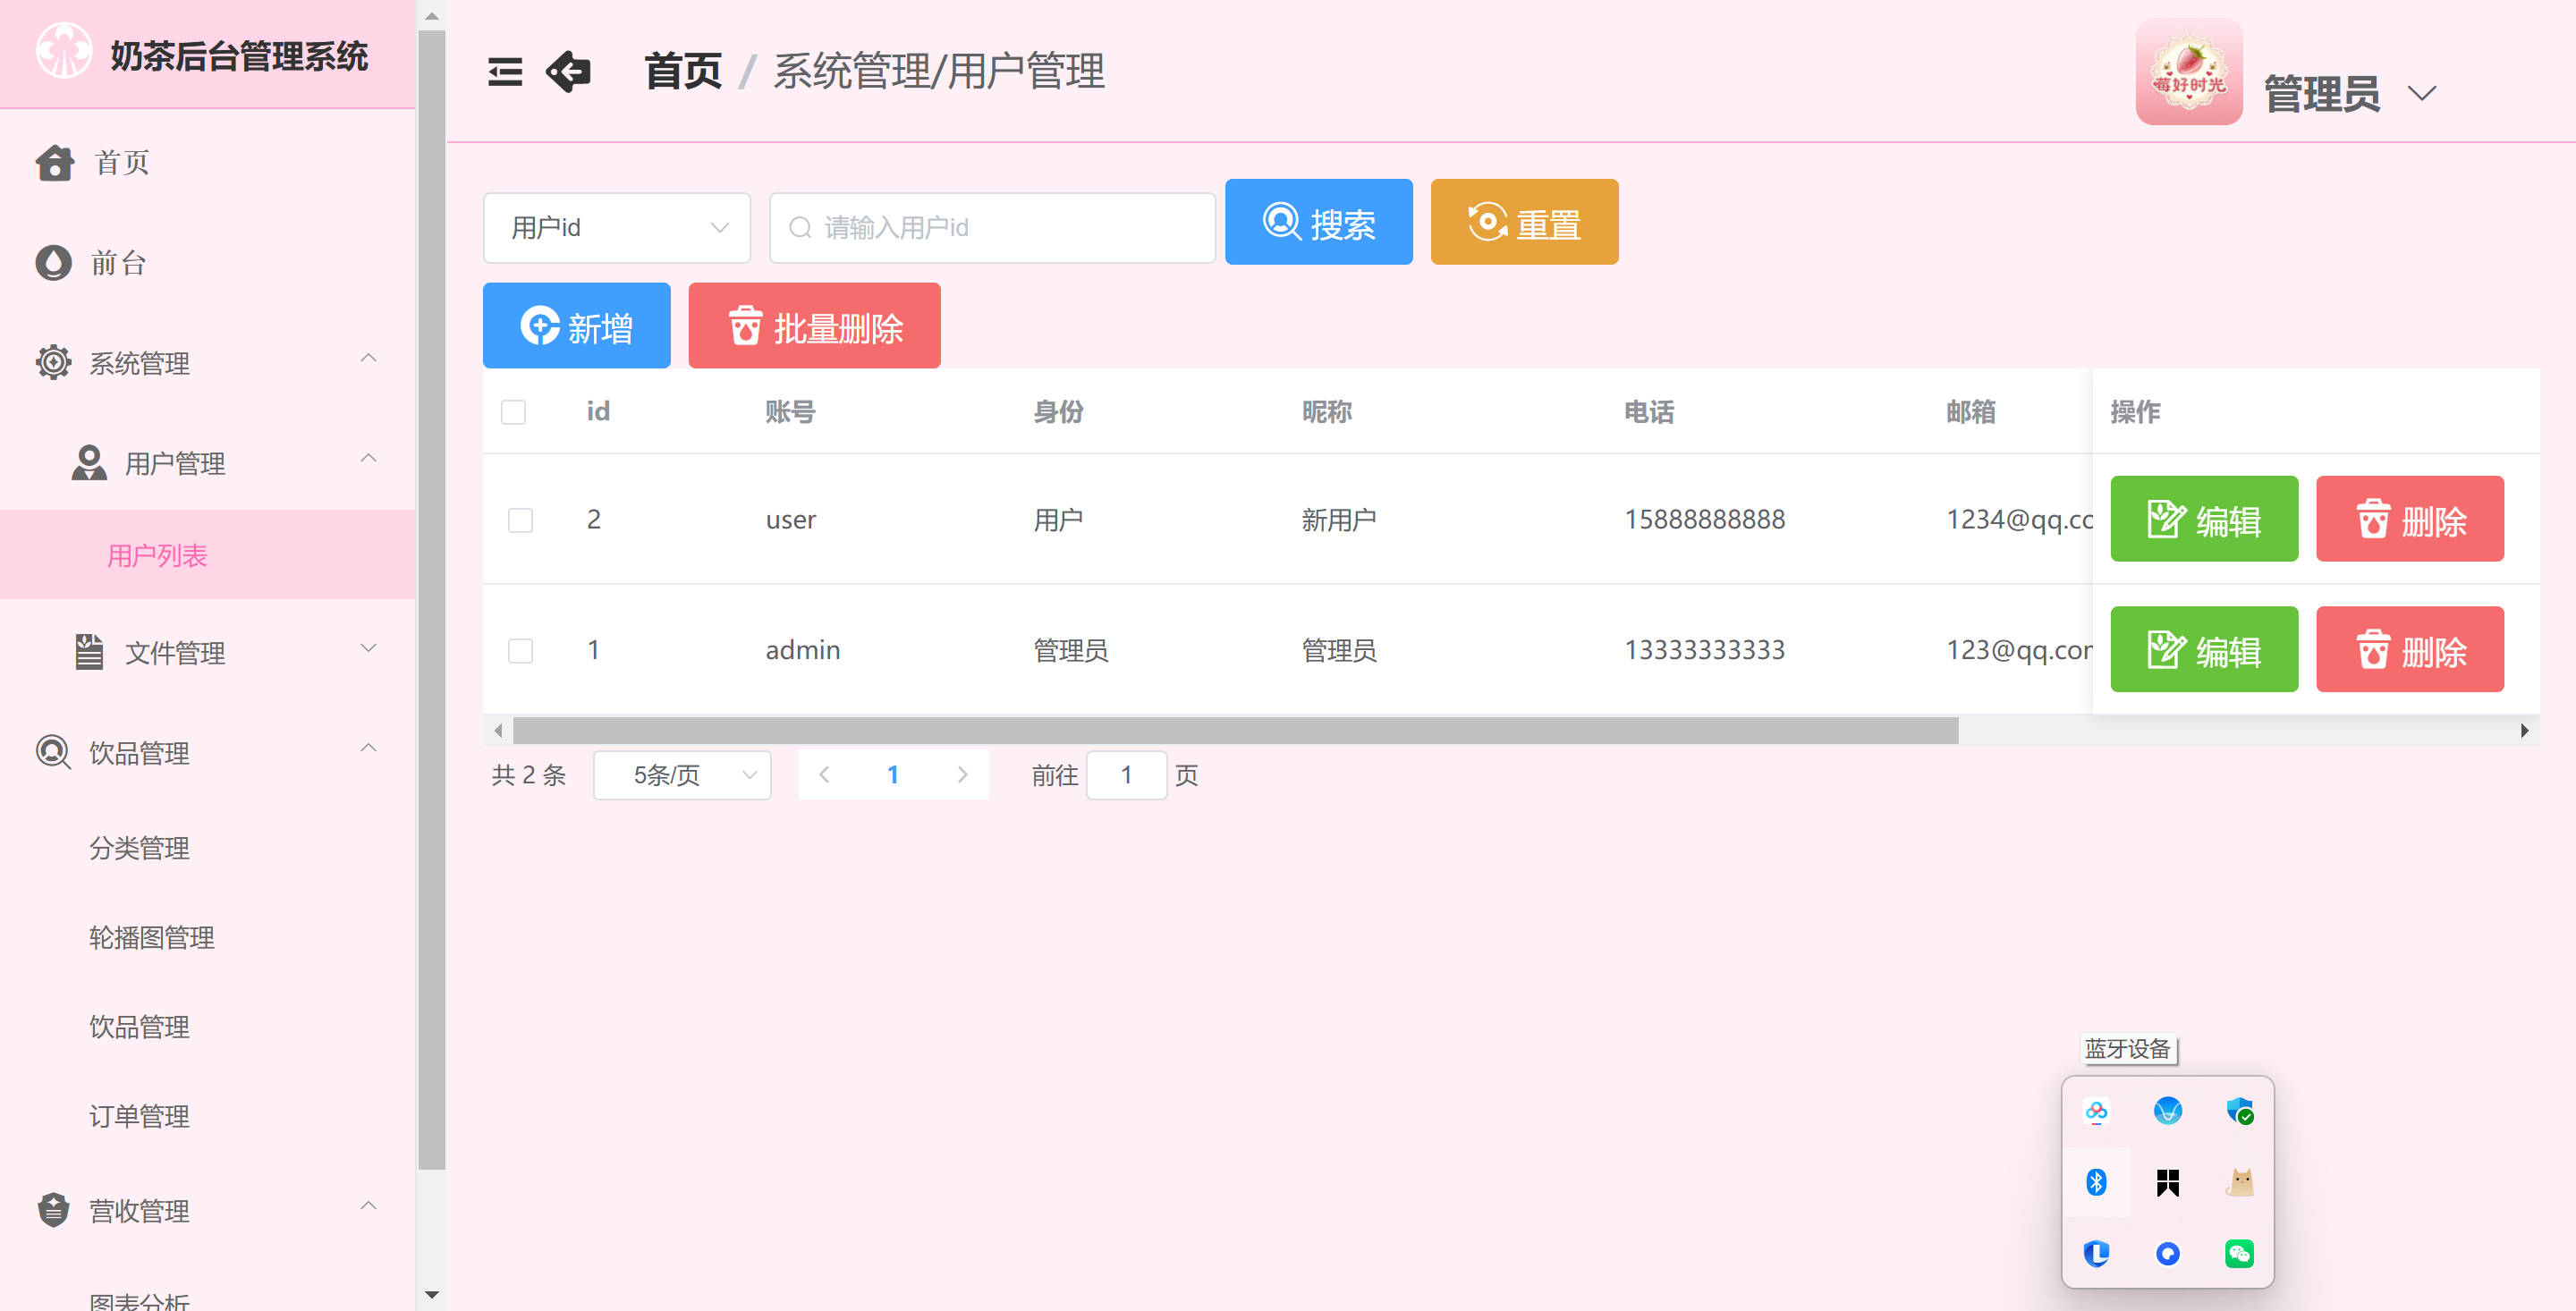 奶茶后台管理系统
首页
前台
系统管理
用户管理
用户列表
文件管理
饮品管理
分类管理
轮播图管理
饮品管理
订单管理
营收管理
图表分析
首页 / 系统管理/用户管理
莓好时光
管理员
用户id
请输入用户id
搜索
重置
新增
批量删除
id 账号 身份 昵称 电话 邮箱 操作
2 user 用户 新用户 15888888888 1234@qq.co 编辑 删除
1 admin 管理员 管理员 13333333333 123@qq.com 编辑 删除
共 2 条 5条/页 1 前往 1 页
蓝牙设备